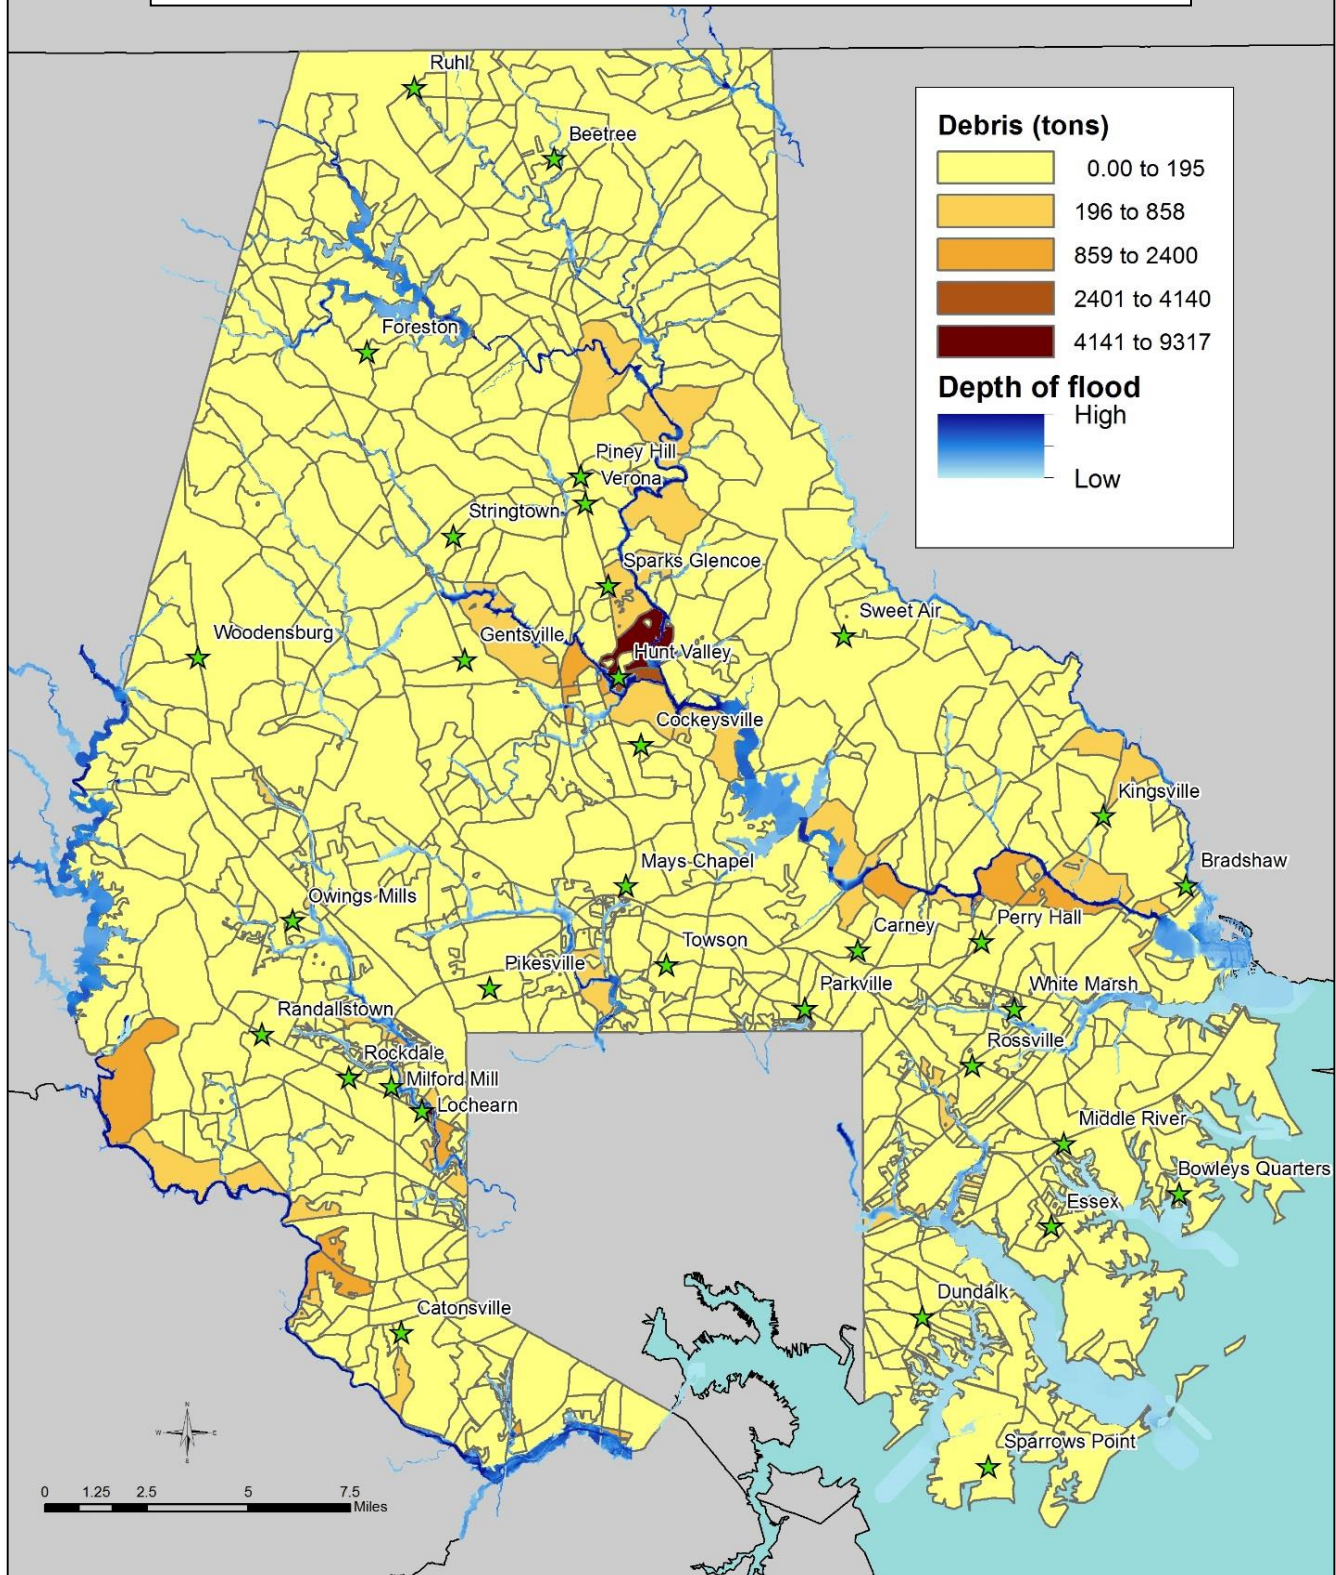 Ruhl
Beetree
Debris (tons)
0.00 to 195
196 to 858
859 to 2400
2401 to 4140
4141 to 9317
Depth of flood
High
Low
Foreston
Piney Hill
Verona
Stringtown
Sparks Glencoe
Sweet Air
Woodensburg
Gentsville
Hunt Valley
Cockeysville
Kingsville
Mays Chapel
Bradshaw
Owings Mills
Carney
Perry Hall
Towson
Pikesville
Parkville
White Marsh
Randallstown
Rossville
Rockdale
Milford Mill
Lochearn
Middle River
Bowleys Quarters
Essex
Dundalk
Catonsville
Sparrows Point
N
W E
S
0 1.25 2.5 5 7.5
Miles